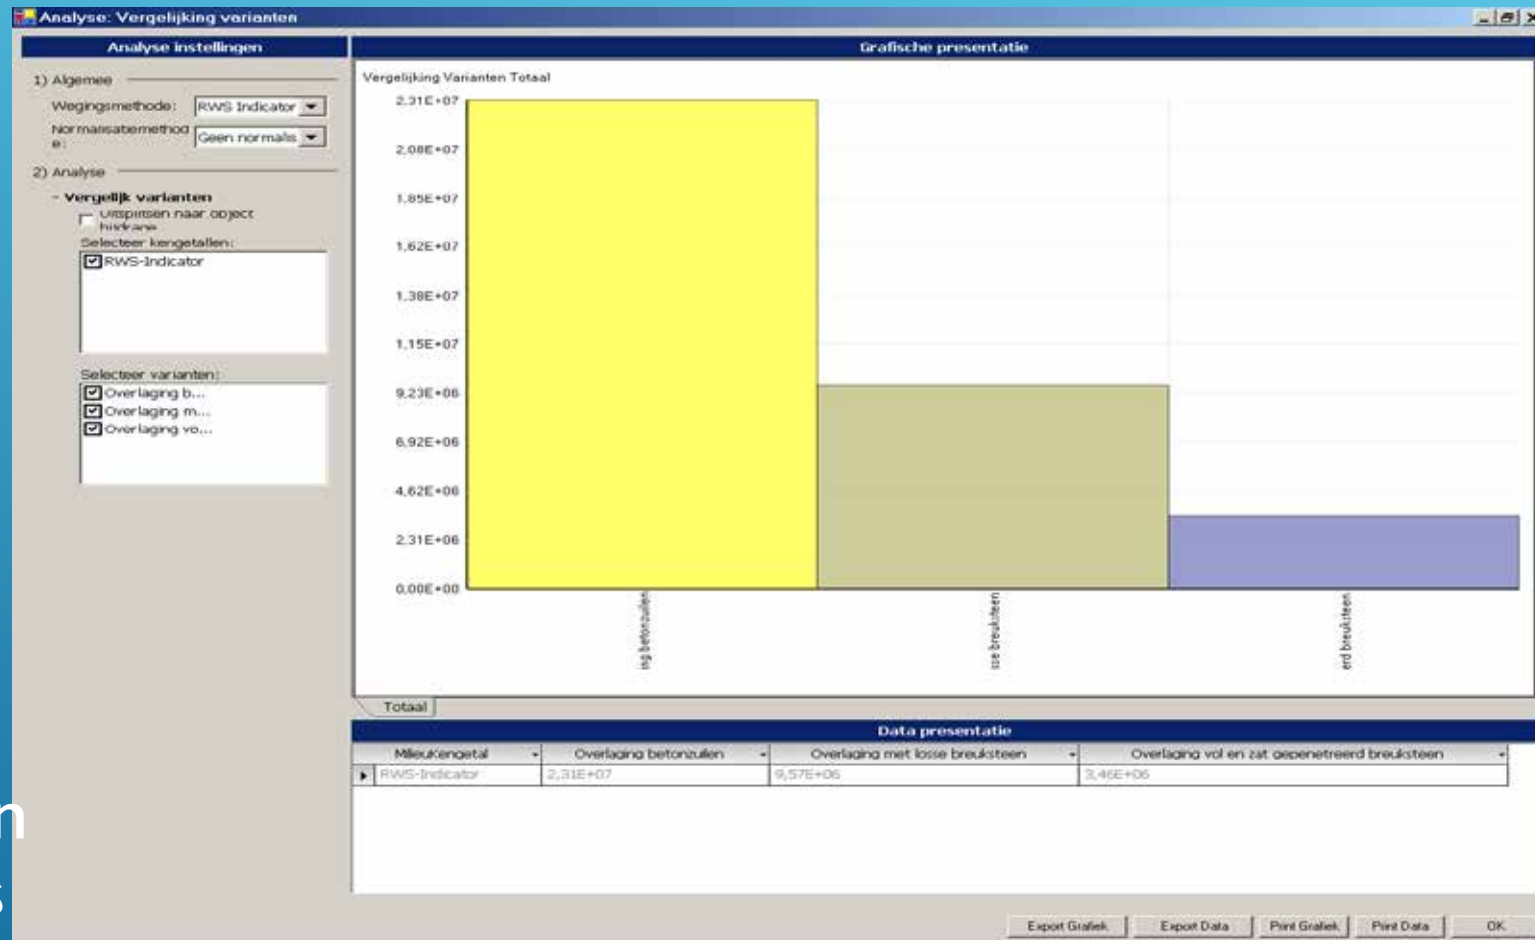 Analyse: Vergelijking varianten
Analyse instellingen
1) Algemee
Wegingsmethode: RWS Indicator
Normalisatiemethod
e: Geen normalis
2) Analyse
- Vergelijk varianten
Uitsplitsen naar object
bijdrage
Selecteer kengetallen:
RWS-Indicator
Selecteer varianten:
Overlaging b...
Overlaging m...
Overlaging vo...
Grafische presentatie
Vergelijking Varianten Totaal
2,31E+07
2,08E+07
1,85E+07
1,62E+07
1,38E+07
1,15E+07
9,23E+06
6,92E+06
4,62E+06
2,31E+06
0,00E+00
ing betonzuilen
sse breuksteen
erd breuksteen
Totaal
Data presentatie
Milieukengetal Overlaging betonzuilen Overlaging met losse breuksteen Overlaging vol en zat gepenetreerd breuksteen
RWS-Indicator 2,31E+07 9,57E+06 3,46E+06
n
s
Export Grafiek Export Data Print Grafiek Print Data OK